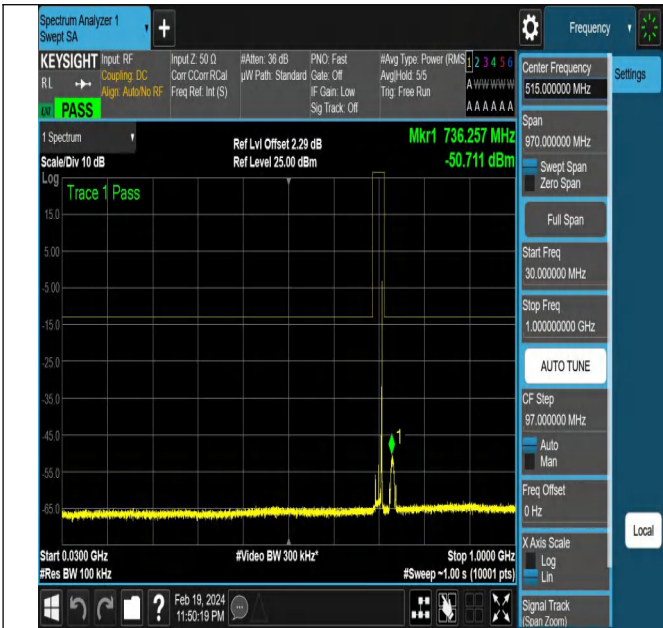 Spectrum Analyzer 1
Swept SA
Frequency
KEYSIGHT
RL
PASS
Input: RF
Coupling: DC
Align: Auto/No RF
Input Z: 50 Ω
Corr CCorr RCal
Freq Ref: Int (S)
#Atten: 36 dB
µW Path: Standard
PNO: Fast
Gate: Off
IF Gain: Low
Sig Track: Off
#Avg Type: Power (RMS
Avg|Hold: 5/5
Trig: Free Run
1 2 3 4 5 6
A W W W W W
A A A A A A
1 Spectrum
Scale/Div 10 dB
Log
Ref Lvl Offset 2.29 dB
Ref Level 25.00 dBm
Mkr1 736.257 MHz
-50.711 dBm
Trace 1 Pass
15.0
5.00
-5.00
-15.0
-25.0
-35.0
-45.0
-55.0
-65.0
1
Start 0.0300 GHz
#Res BW 100 kHz
#Video BW 300 kHz*
Stop 1.0000 GHz
#Sweep ~1.00 s (10001 pts)
?
Feb 19, 2024
11:50:19 PM
Center Frequency
515.000000 MHz
Settings
Span
970.000000 MHz
Swept Span
Zero Span
Full Span
Start Freq
30.000000 MHz
Stop Freq
1.000000000 GHz
AUTO TUNE
CF Step
97.000000 MHz
Auto
Man
Freq Offset
0 Hz
X Axis Scale
Log
Lin
Local
Signal Track
(Span Zoom)